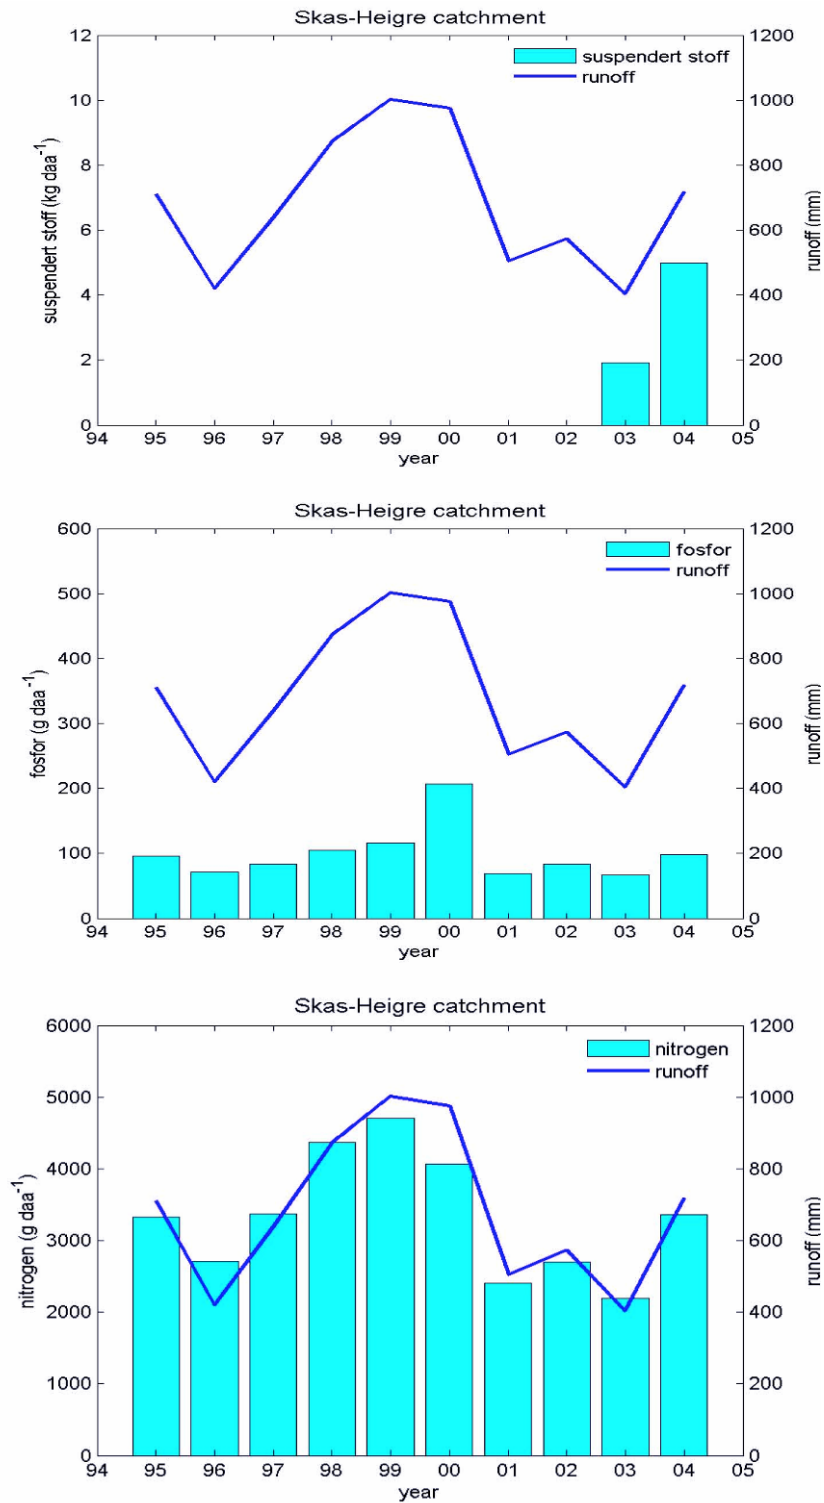 Skas-Heigre catchment
12 1200
suspendert stoff
runoff
10 1000
8 800
6 600
4 400
2 200
0 0
suspendert stoff (kg daa⁻¹)
runoff (mm)
94 95 96 97 98 99 00 01 02 03 04 05
year
Skas-Heigre catchment
600 1200
fosfor
runoff
500 1000
400 800
300 600
200 400
100 200
0 0
fosfor (g daa⁻¹)
runoff (mm)
94 95 96 97 98 99 00 01 02 03 04 05
year
Skas-Heigre catchment
6000 1200
nitrogen
runoff
5000 1000
4000 800
3000 600
2000 400
1000 200
0 0
nitrogen (g daa⁻¹)
runoff (mm)
94 95 96 97 98 99 00 01 02 03 04 05
year